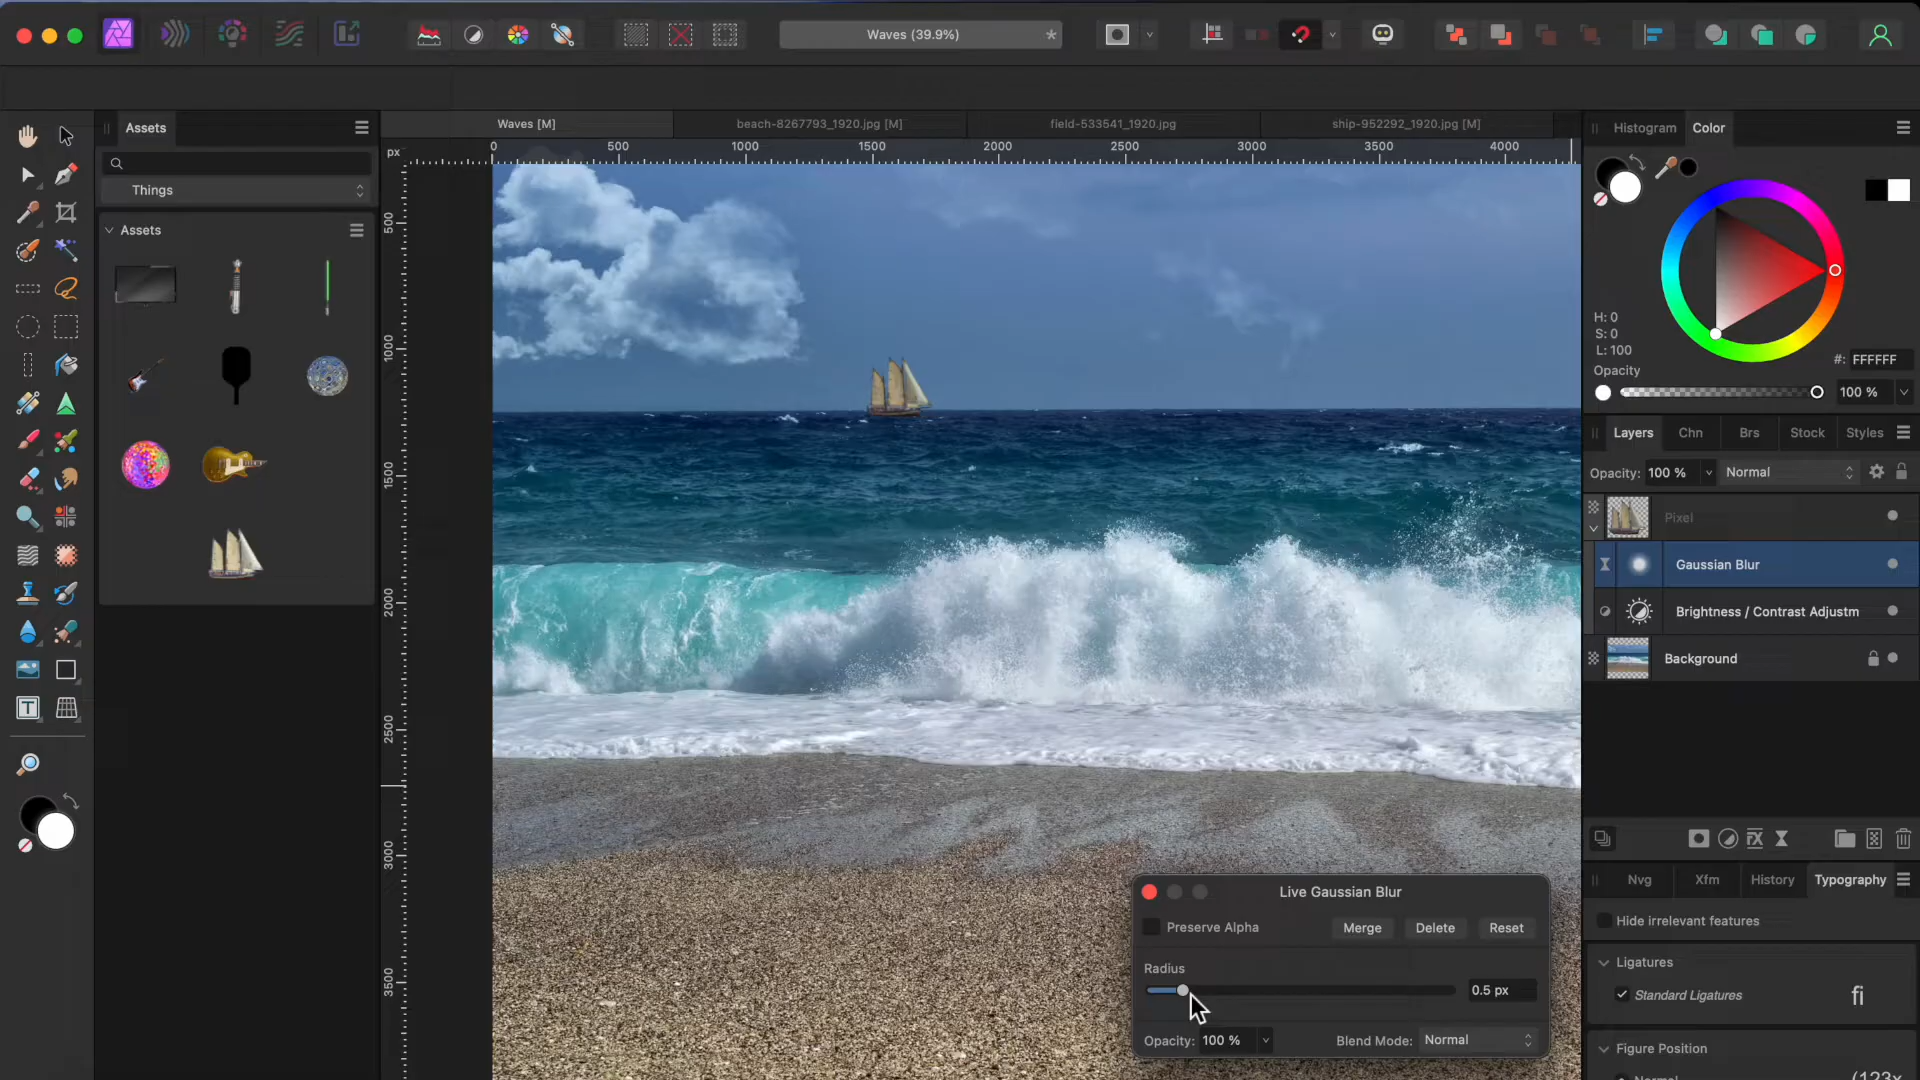 Waves (39.9%)
*
Assets
Things
Assets
Waves [M]
beach-8267793_1920.jpg [M]
field-533541_1920.jpg
ship-952292_1920.jpg [M]
px
0
500
1000
1500
2000
2500
3000
3500
4000
500
1000
1500
2000
2500
3000
3500
Histogram
Color
H: 0
S: 0
L: 100
#: FFFFFF
Opacity
100 %
Layers
Chn
Brs
Stock
Styles
Opacity: 100 %
Normal
Pixel
Gaussian Blur
Brightness / Contrast Adjustm
Background
Nvg
Xfm
History
Typography
Hide irrelevant features
Ligatures
Standard Ligatures
fi
Figure Position
Normal
(123x
Live Gaussian Blur
Preserve Alpha
Merge
Delete
Reset
Radius
0.5 px
Opacity: 100 %
Blend Mode: Normal